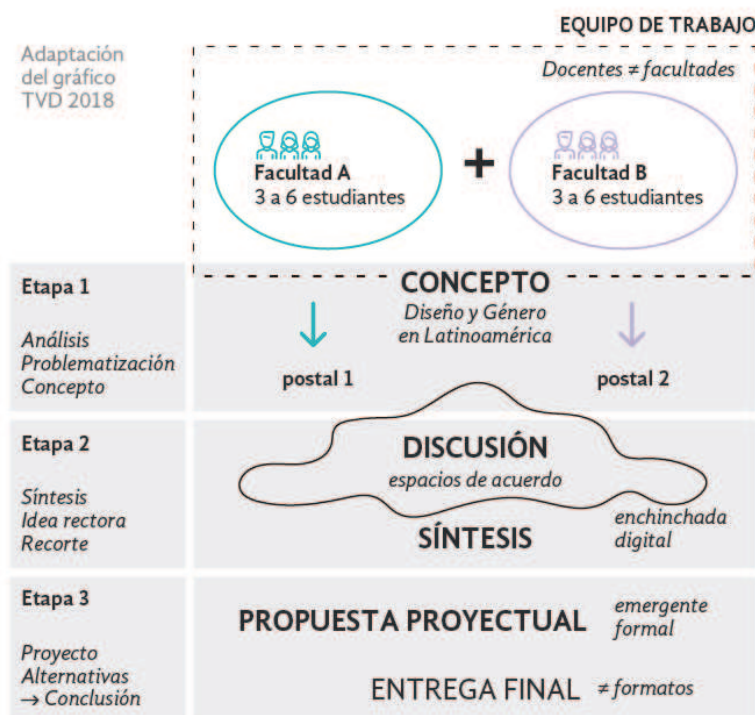 EQUIPO DE TRABAJO
Adaptación
del gráfico
TVD 2018
Docentes ≠ facultades
Facultad A
3 a 6 estudiantes
+
Facultad B
3 a 6 estudiantes
Etapa 1
Análisis
Problematización
Concepto
CONCEPTO
Diseño y Género
en Latinoamérica
postal 1
postal 2
Etapa 2
Síntesis
Idea rectora
Recorte
DISCUSIÓN
espacios de acuerdo
SÍNTESIS
enchinchada
digital
Etapa 3
Proyecto
Alternativas
→ Conclusión
PROPUESTA PROYECTUAL
emergente
formal
ENTREGA FINAL
≠ formatos